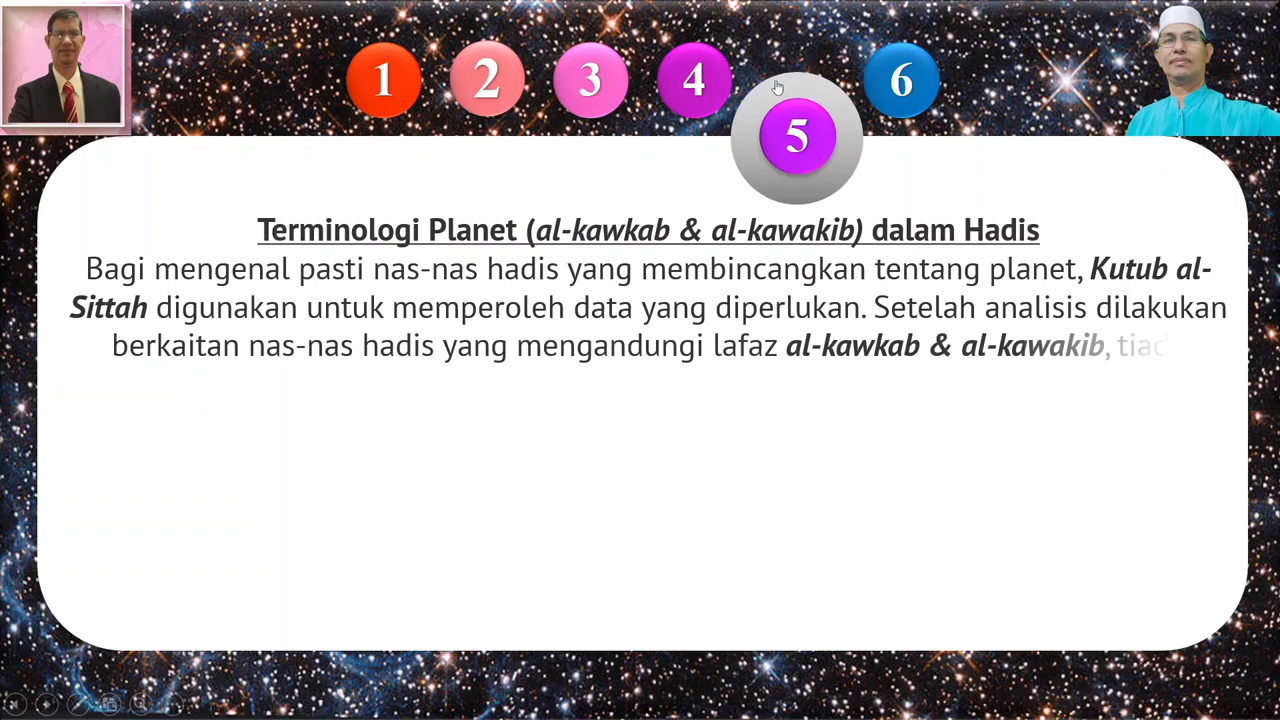 1 2 3 4 5 6
Terminologi Planet (al-kawkab & al-kawakib) dalam Hadis
Bagi mengenal pasti nas-nas hadis yang membincangkan tentang planet, Kutub al-
Sittah digunakan untuk memperoleh data yang diperlukan. Setelah analisis dilakukan
berkaitan nas-nas hadis yang mengandungi lafaz al-kawkab & al-kawakib,